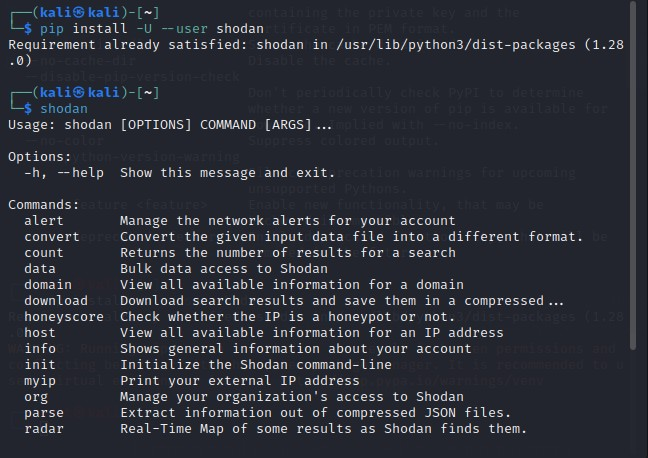 ┌──(kali㉿kali)-[~]
└─$ pip install -U --user shodan
Requirement already satisfied: shodan in /usr/lib/python3/dist-packages (1.28
.0)
┌──(kali㉿kali)-[~]
└─$ shodan
Usage: shodan [OPTIONS] COMMAND [ARGS]...
Options:
  -h, --help  Show this message and exit.
Commands:
  alert       Manage the network alerts for your account
  convert     Convert the given input data file into a different format.
  count       Returns the number of results for a search
  data        Bulk data access to Shodan
  domain      View all available information for a domain
  download    Download search results and save them in a compressed...
  honeyscore  Check whether the IP is a honeypot or not.
  host        View all available information for an IP address
  info        Shows general information about your account
  init        Initialize the Shodan command-line
  myip        Print your external IP address
  org         Manage your organization's access to Shodan
  parse       Extract information out of compressed JSON files.
  radar       Real-Time Map of some results as Shodan finds them.